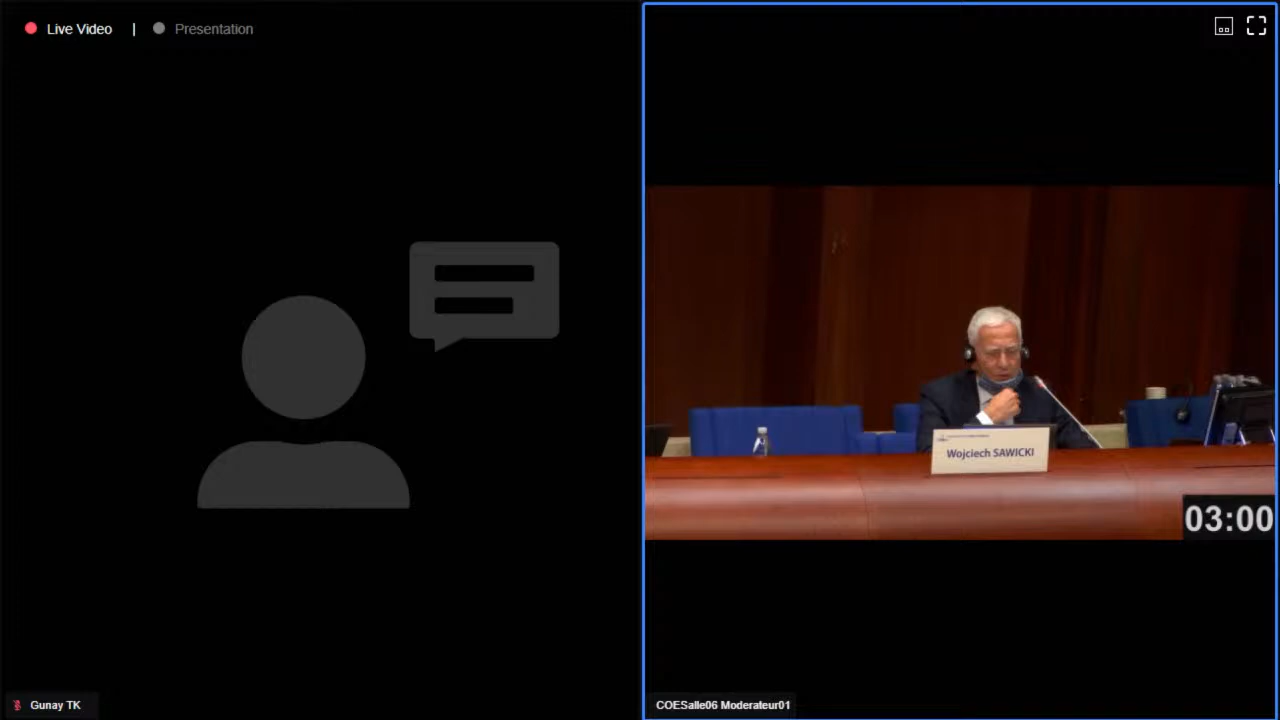 Live Video | Presentation
Wojciech SAWICKI
03:00
Gunay TK
COESalle06 Moderateur01